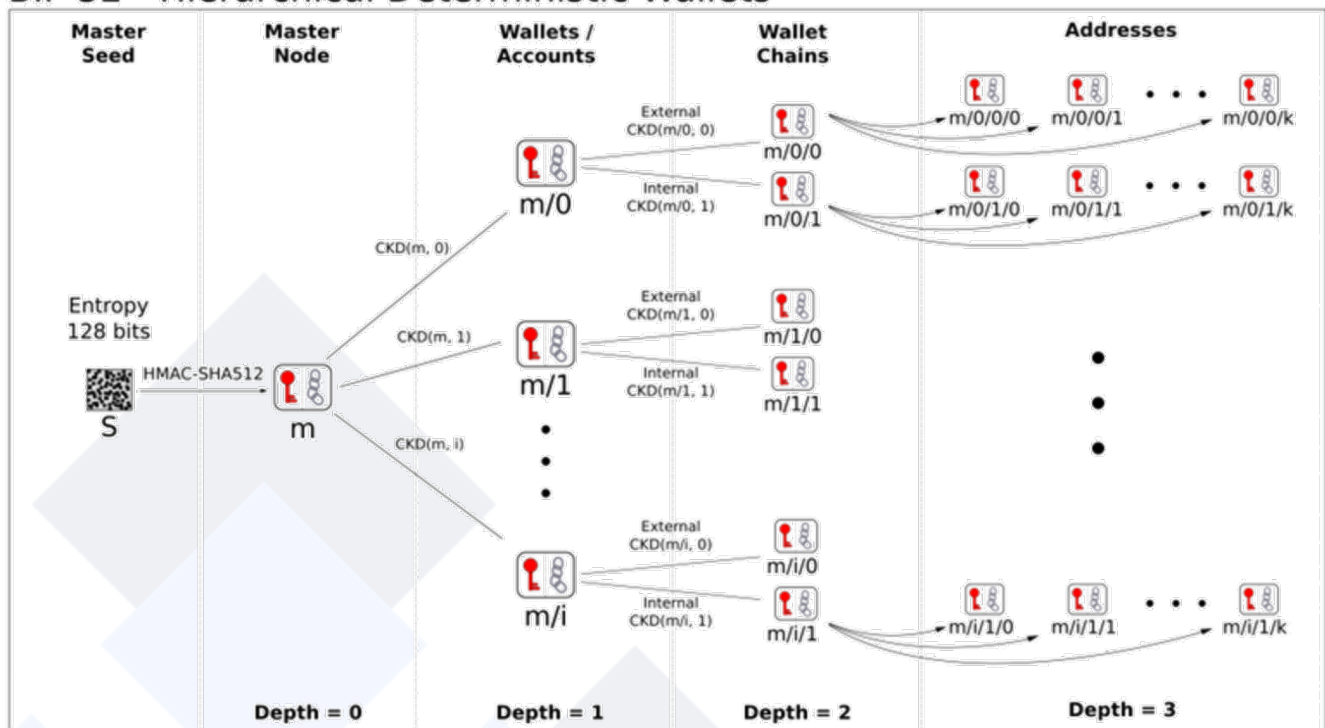 Master
Seed
Master
Node
Wallets /
Accounts
Wallet
Chains
Addresses
External
CKD(m/0, 0)
m/0/0
m/0/0/0
m/0/0/1
m/0/0/k
m/0
Internal
CKD(m/0, 1)
m/0/1
m/0/1/0
m/0/1/1
m/0/1/k
CKD(m, 0)
Entropy
128 bits
External
CKD(m/1, 0)
m/1/0
CKD(m, 1)
HMAC-SHA512
m/1
Internal
CKD(m/1, 1)
m/1/1
S
m
CKD(m, i)
External
CKD(m/i, 0)
m/i/0
m/i
Internal
CKD(m/i, 1)
m/i/1
m/i/1/0
m/i/1/1
m/i/1/k
Depth = 0
Depth = 1
Depth = 2
Depth = 3